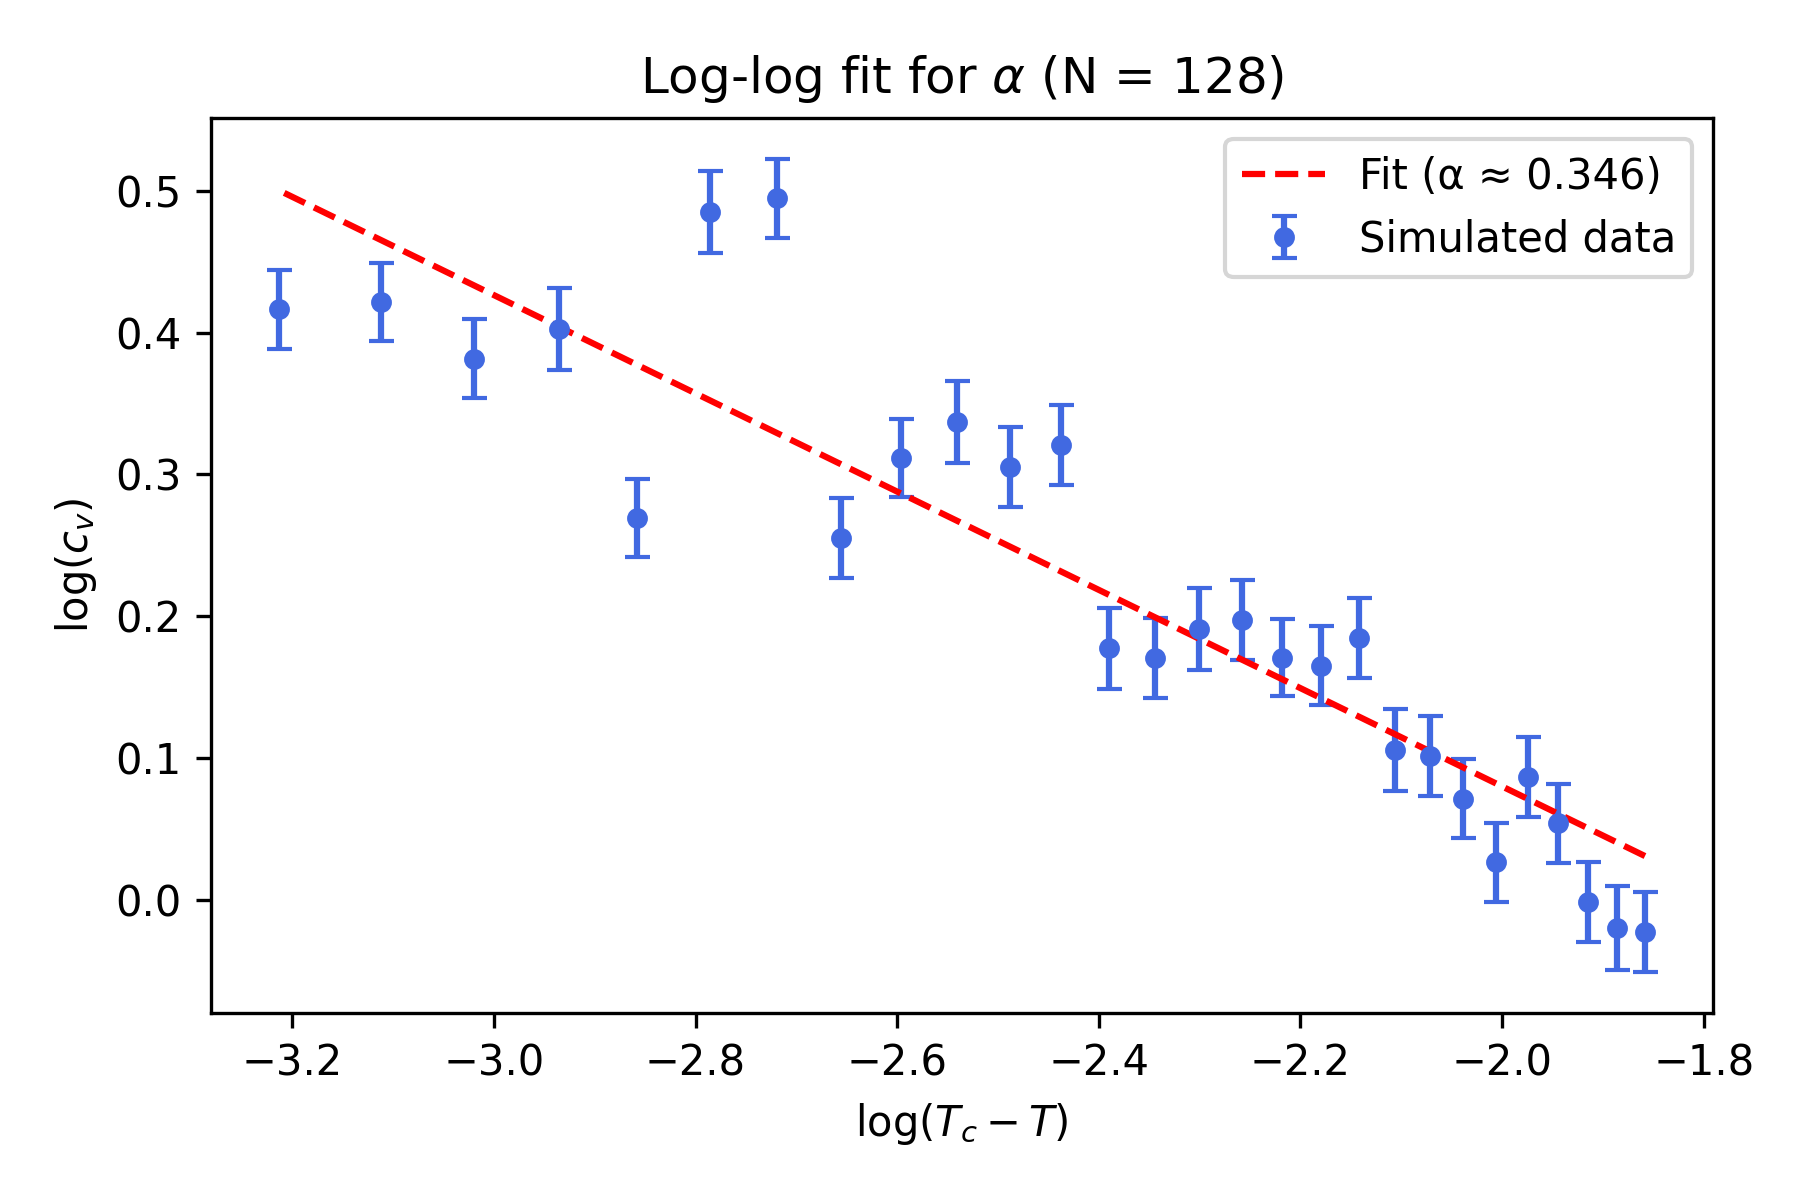 Log-log fit for α (N = 128)
Fit (α ≈ 0.346)
Simulated data
log(c_v)
0.5
0.4
0.3
0.2
0.1
0.0
−3.2 −3.0 −2.8 −2.6 −2.4 −2.2 −2.0 −1.8
log(T_c − T)